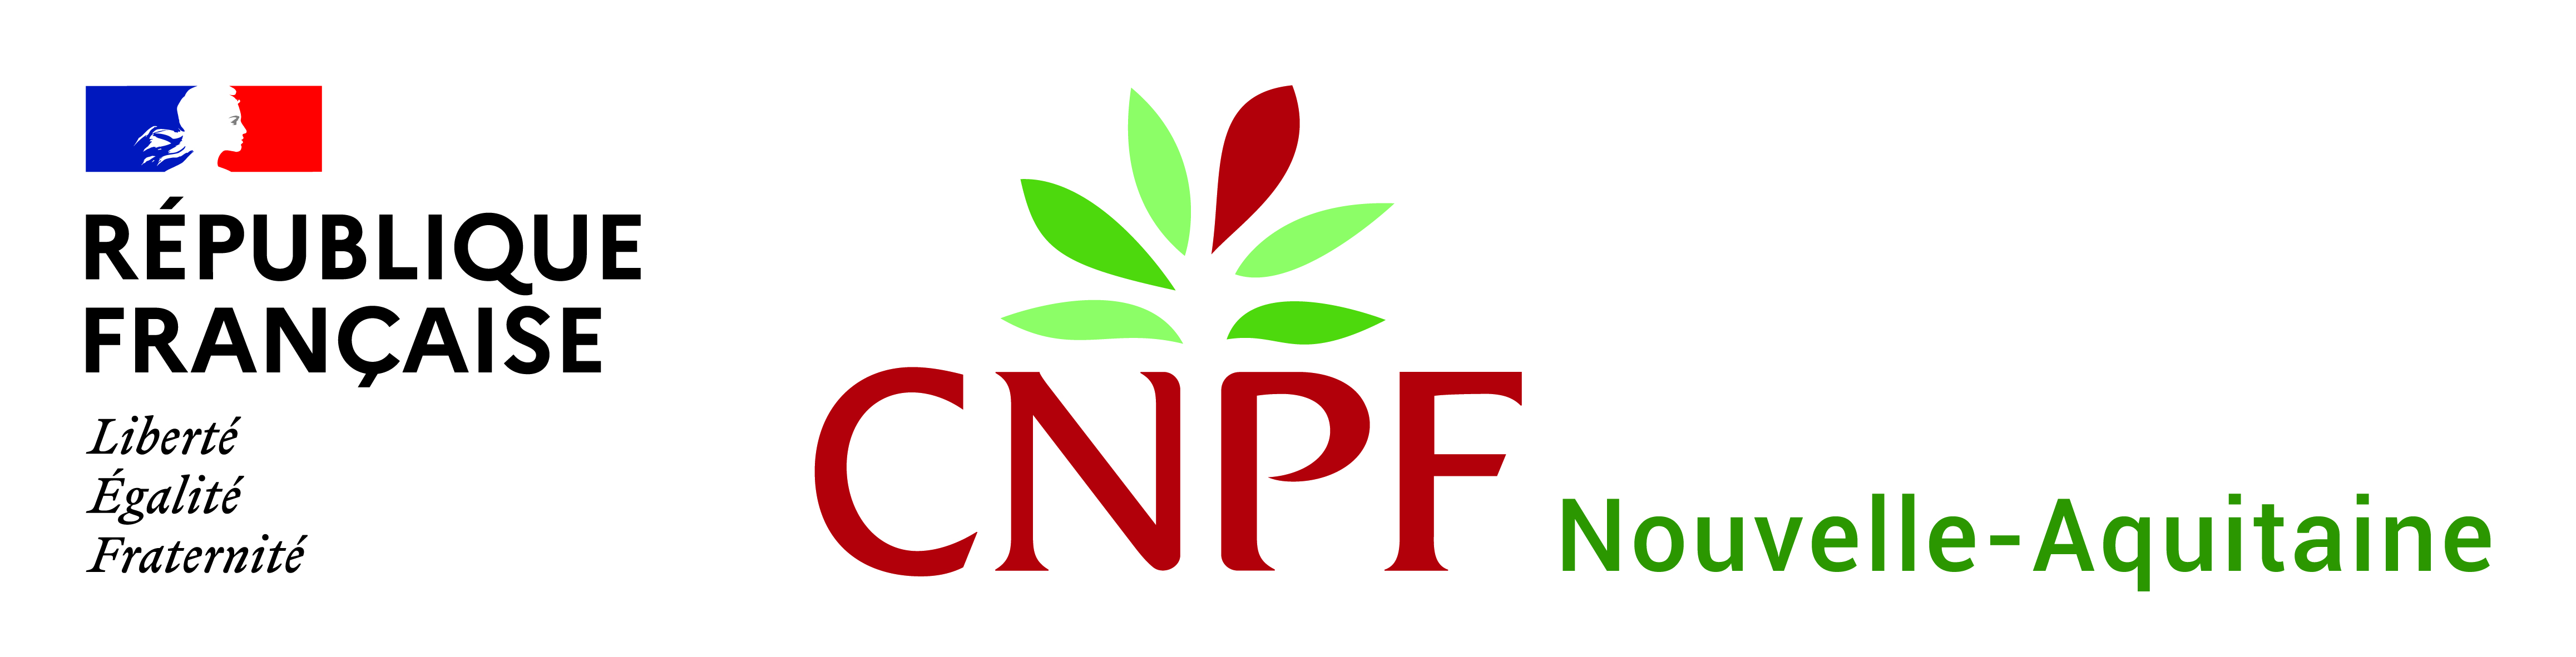 RÉPUBLIQUE
FRANÇAISE
Liberté
Égalité
Fraternité
CNPF Nouvelle-Aquitaine